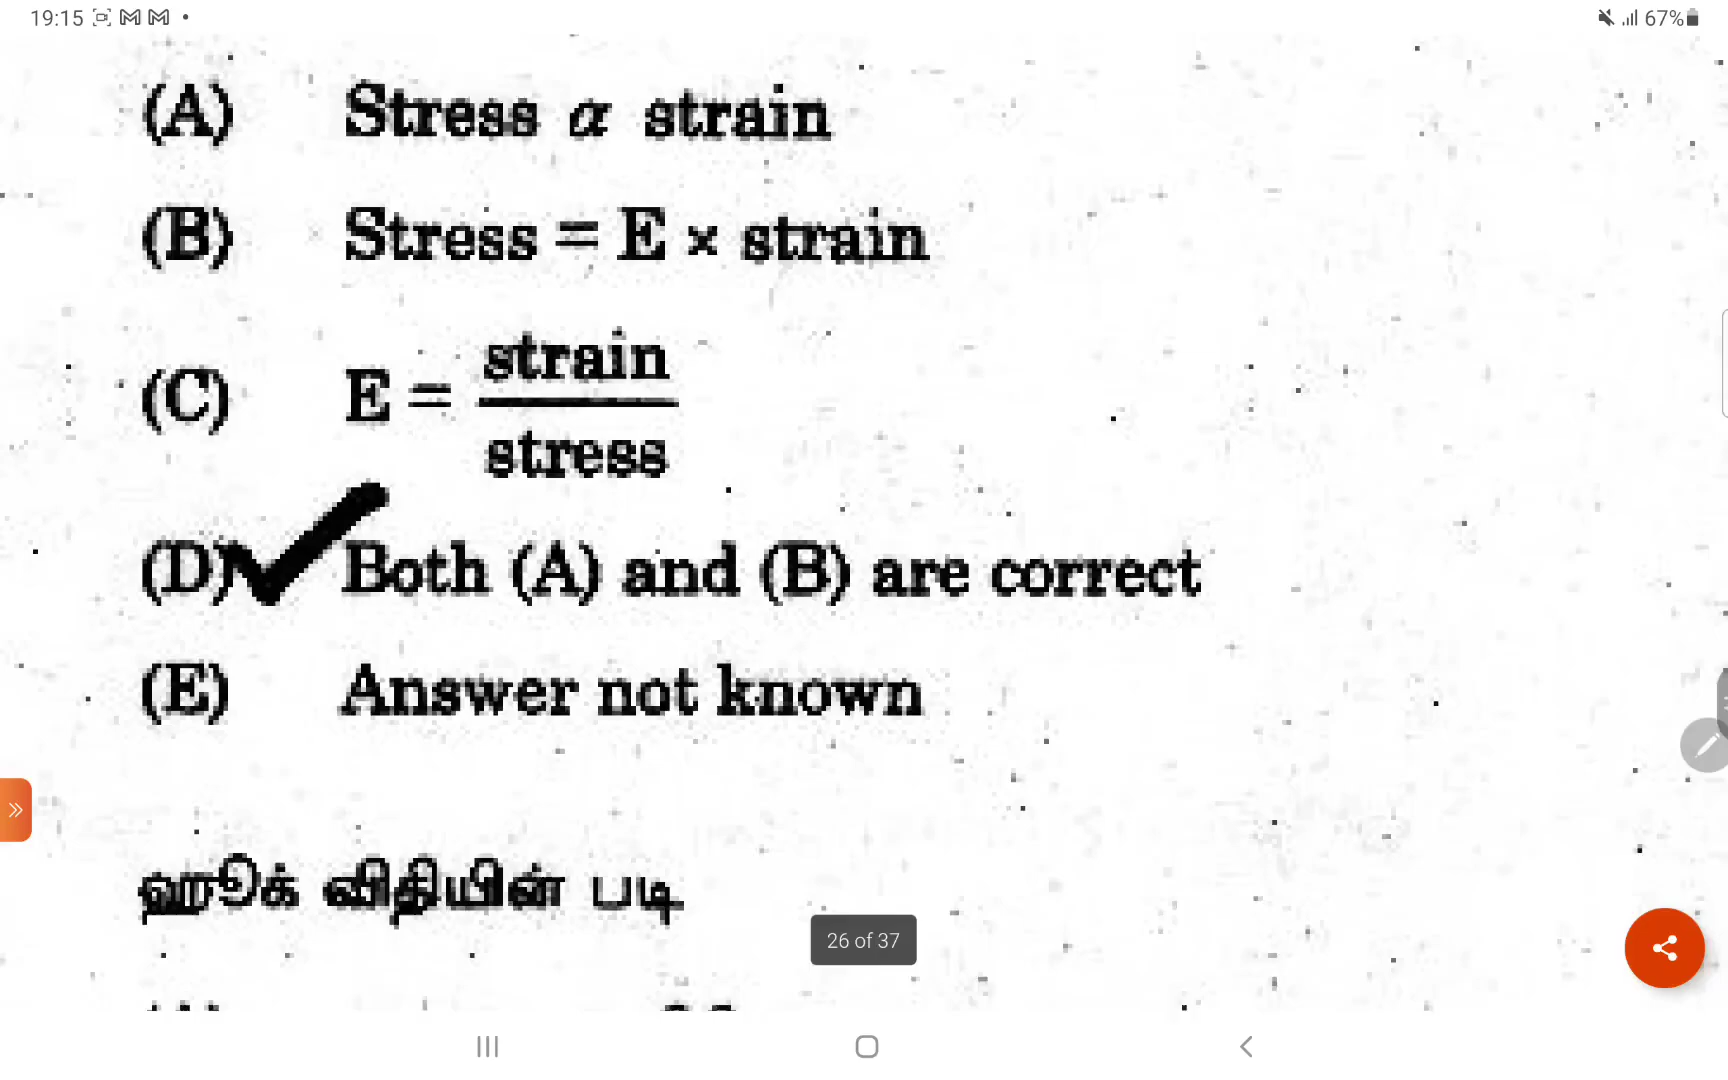 19:15
67%
(A) Stress α strain
(B) Stress = E × strain
(C) E = strain
stress
(D) Both (A) and (B) are correct
(E) Answer not known
ஹூக் விதியின் படி
26 of 37